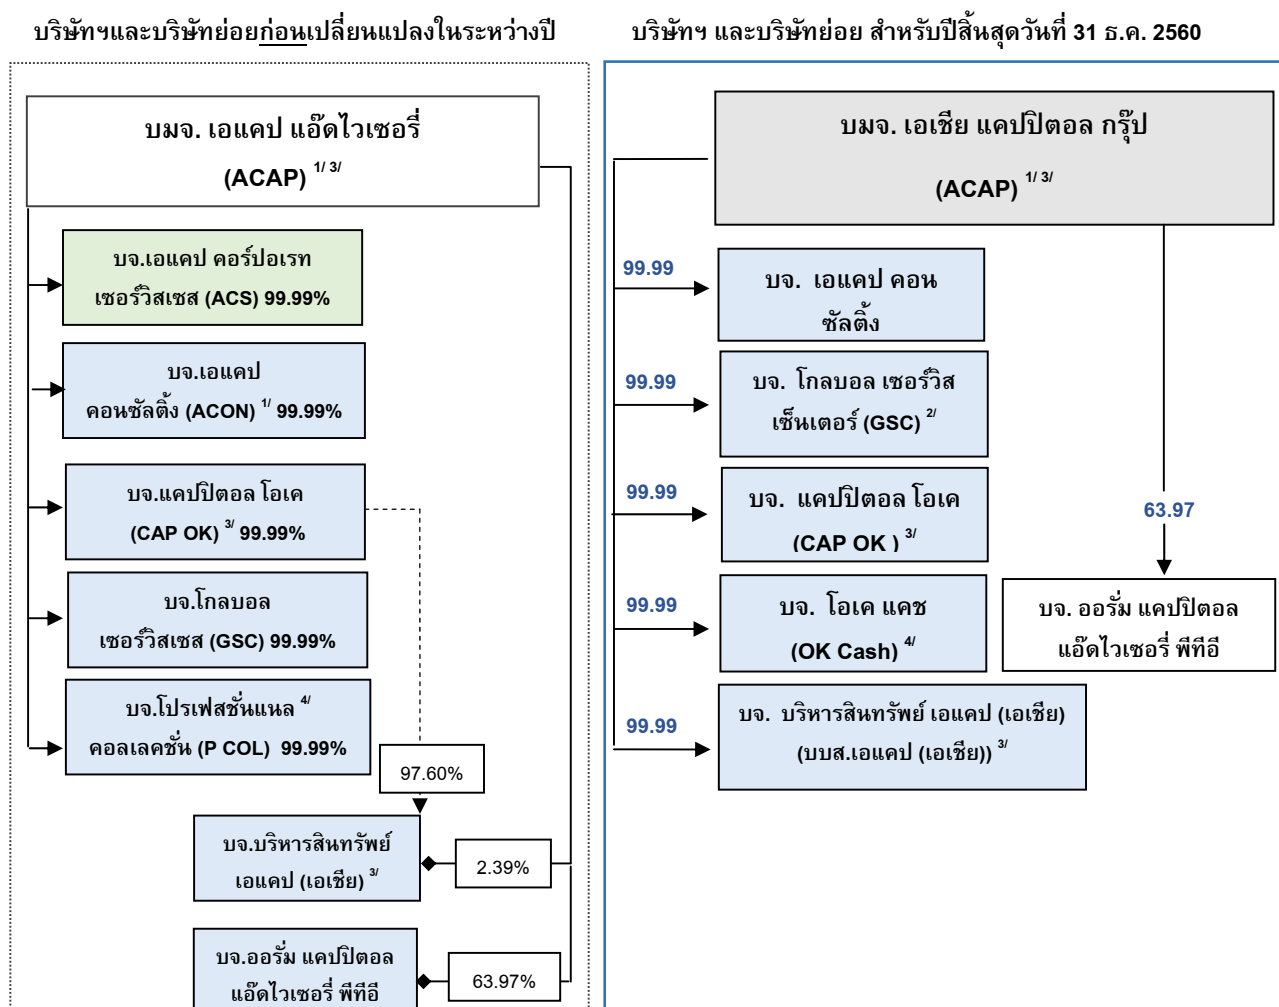 บริษัทฯและบริษัทย่อยก่อนเปลี่ยนแปลงในระหว่างปี
บมจ. เอแคป แอ๊ดไวเซอรี่
(ACAP) 1/ 3/
บจ.เอแคป คอร์ปอเรท
เซอร์วิสเซส (ACS) 99.99%
บจ.เอแคป
คอนซัลติ้ง (ACON) 1/ 99.99%
บจ.แคปปิตอล โอเค
(CAP OK) 3/ 99.99%
บจ.โกลบอล
เซอร์วิสเซส (GSC) 99.99%
บจ.โปรเฟสชั่นแนล 4/
คอลเลคชั่น (P COL) 99.99%
97.60%
บจ.บริหารสินทรัพย์
เอแคป (เอเชีย) 3/
2.39%
บจ.ออรั่ม แคปปิตอล
แอ๊ดไวเซอรี่ พีทีอี
63.97%
บริษัทฯ และบริษัทย่อย สำหรับปีสิ้นสุดวันที่ 31 ธ.ค. 2560
บมจ. เอเชีย แคปปิตอล กรุ๊ป
(ACAP) 1/ 3/
99.99
บจ. เอแคป คอน
ซัลติ้ง
99.99
บจ. โกลบอล เซอร์วิส
เซ็นเตอร์ (GSC) 2/
99.99
บจ. แคปปิตอล โอเค
(CAP OK ) 3/
99.99
บจ. โอเค แคช
(OK Cash) 4/
99.99
บจ. บริหารสินทรัพย์ เอแคป (เอเชีย)
(บบส.เอแคป (เอเชีย)) 3/
63.97
บจ. ออรั่ม แคปปิตอล
แอ๊ดไวเซอรี่ พีทีอี